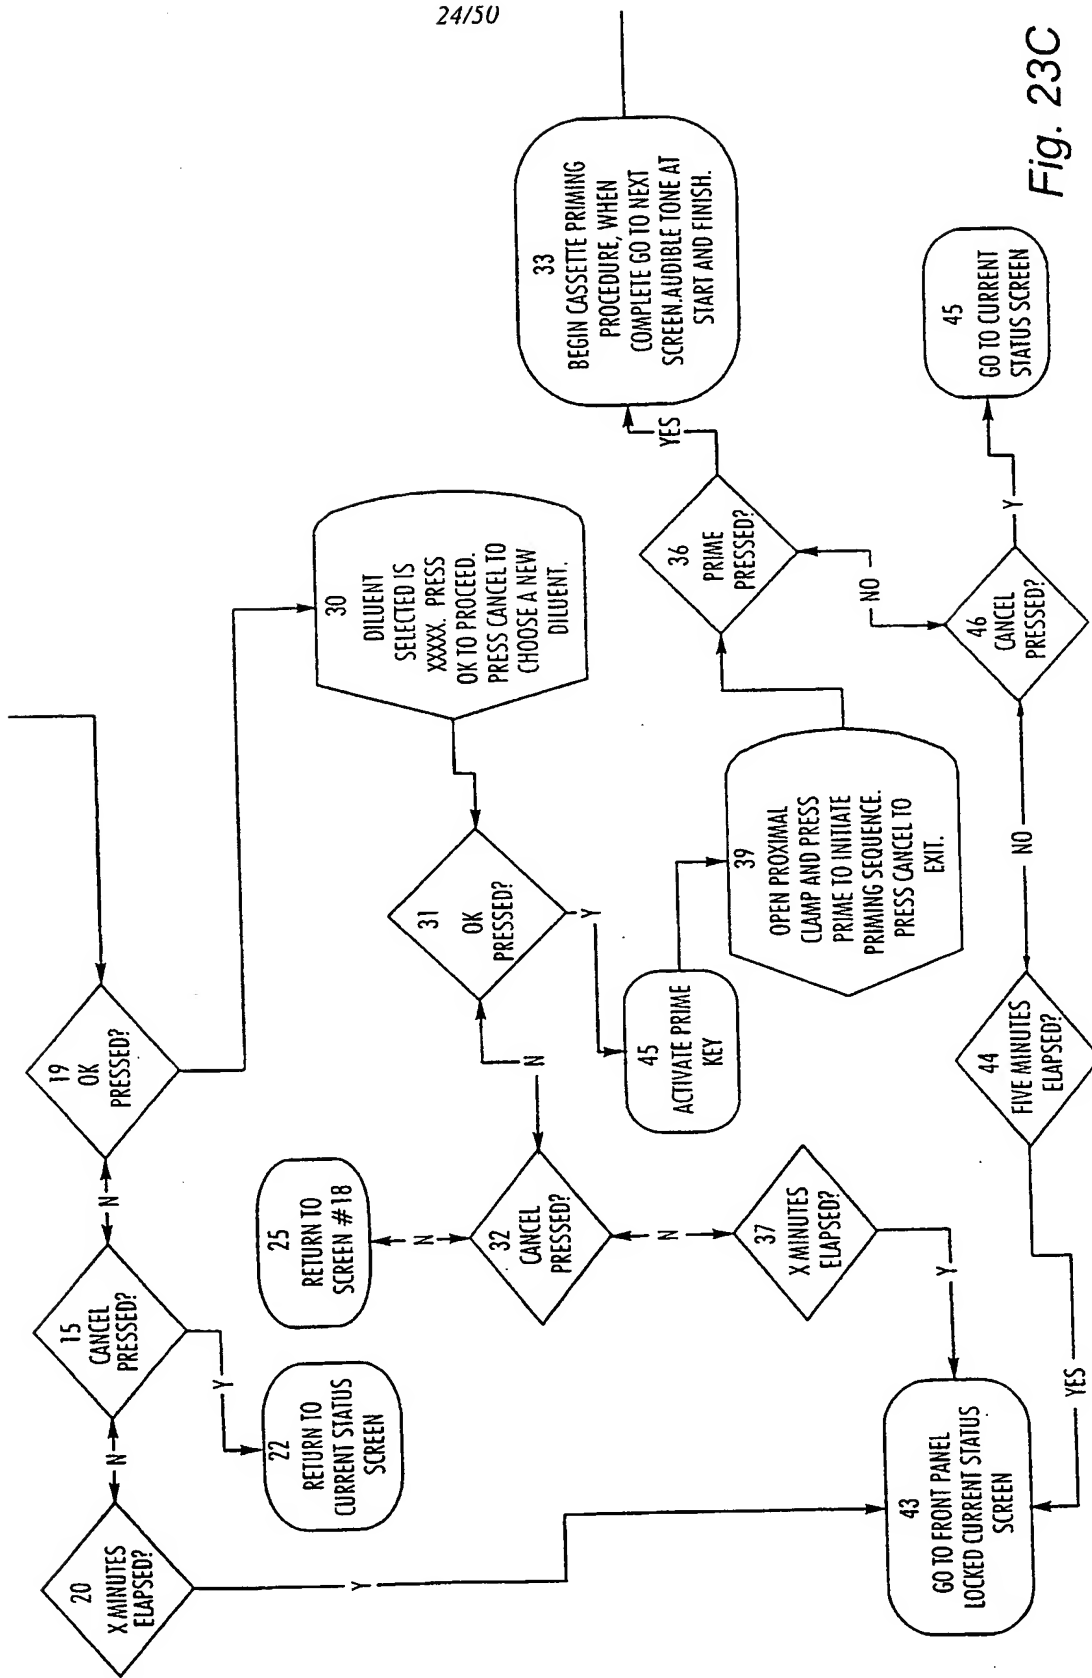 24/50
20
X MINUTES
ELAPSED?
N
15
CANCEL
PRESSED?
N
19
OK
PRESSED?
Y
22
RETURN TO
CURRENT STATUS
SCREEN
25
RETURN TO
SCREEN #18
N
30
DILUENT
SELECTED IS
XXXX. PRESS
OK TO PROCEED.
PRESS CANCEL TO
CHOOSE A NEW
DILUENT.
Y
32
CANCEL
PRESSED?
N
31
OK
PRESSED?
N
Y
37
X MINUTES
ELAPSED?
Y
45
ACTIVATE PRIME
KEY
33
BEGIN CASSETTE PRIMING
PROCEDURE, WHEN
COMPLETE GO TO NEXT
SCREEN.AUDIBLE TONE AT
START AND FINISH.
YES
36
PRIME
PRESSED?
39
OPEN PROXIMAL
CLAMP AND PRESS
PRIME TO INITIATE
PRIMING SEQUENCE.
PRESS CANCEL TO
EXIT.
NO
43
GO TO FRONT PANEL
LOCKED CURRENT STATUS
SCREEN
YES
44
FIVE MINUTES
ELAPSED?
NO
46
CANCEL
PRESSED?
Y
45
GO TO CURRENT
STATUS SCREEN
Fig. 23C